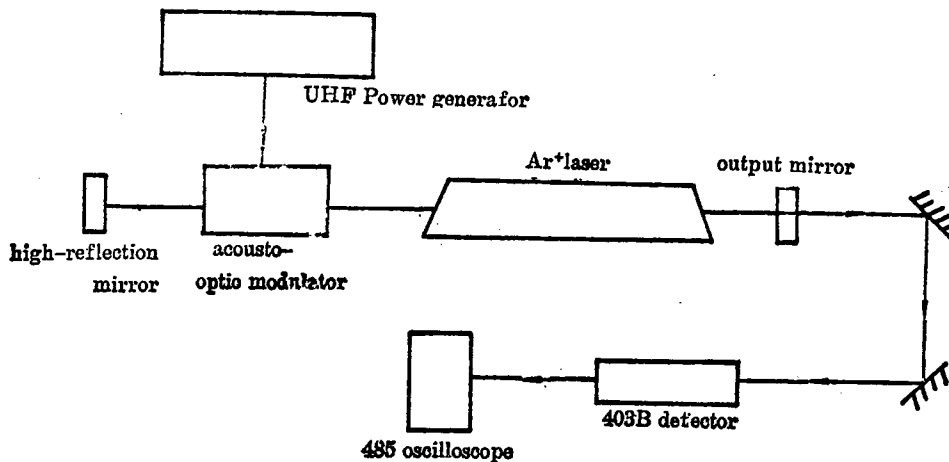 UHF Power generafor
Ar+laser
output mirror
high-reflection
mirror
acousto-
optic modulator
403B detector
485 oscilloscope